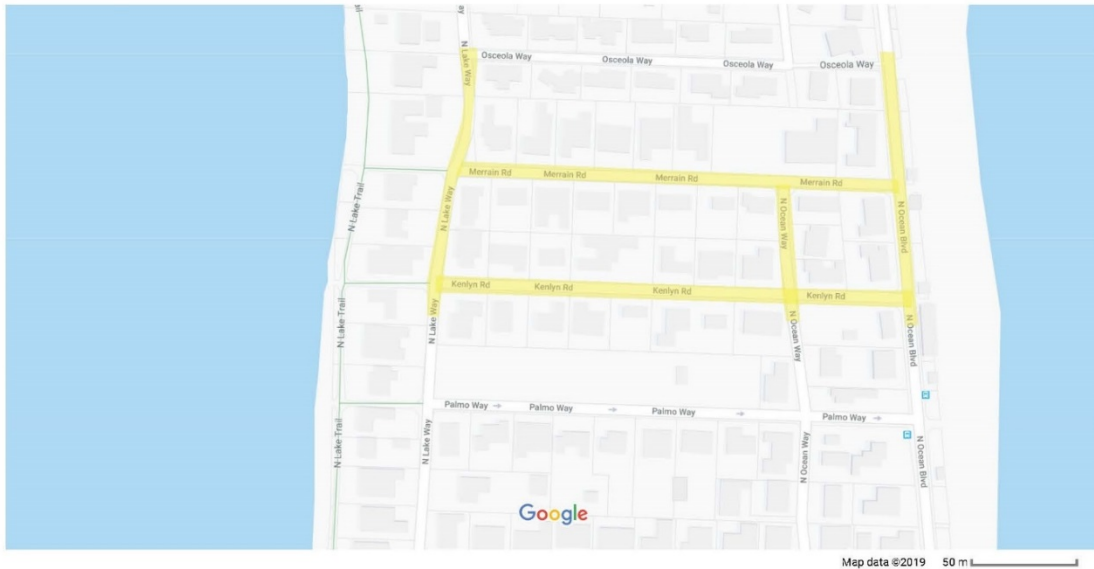 Trail
N Lake Way
Way
Osceola Way
Osceola Way
Osceola Way
Osceola Way
Merrain Rd
Merrain Rd
Merrain Rd
Merrain Rd
N Lake Trail
N Lake Way
N Ocean Way
N Ocean Blvd
Kenlyn Rd
Kenlyn Rd
Kenlyn Rd
Kenlyn Rd
N Lake Trail
N Lake Way
N Ocean Way
N Ocean Blvd
Palmo Way
Palmo Way
Palmo Way
Palmo Way
N Lake Trail
N Lake Way
N Ocean Way
N Ocean Blvd
Google
Map data ©2019 50 m